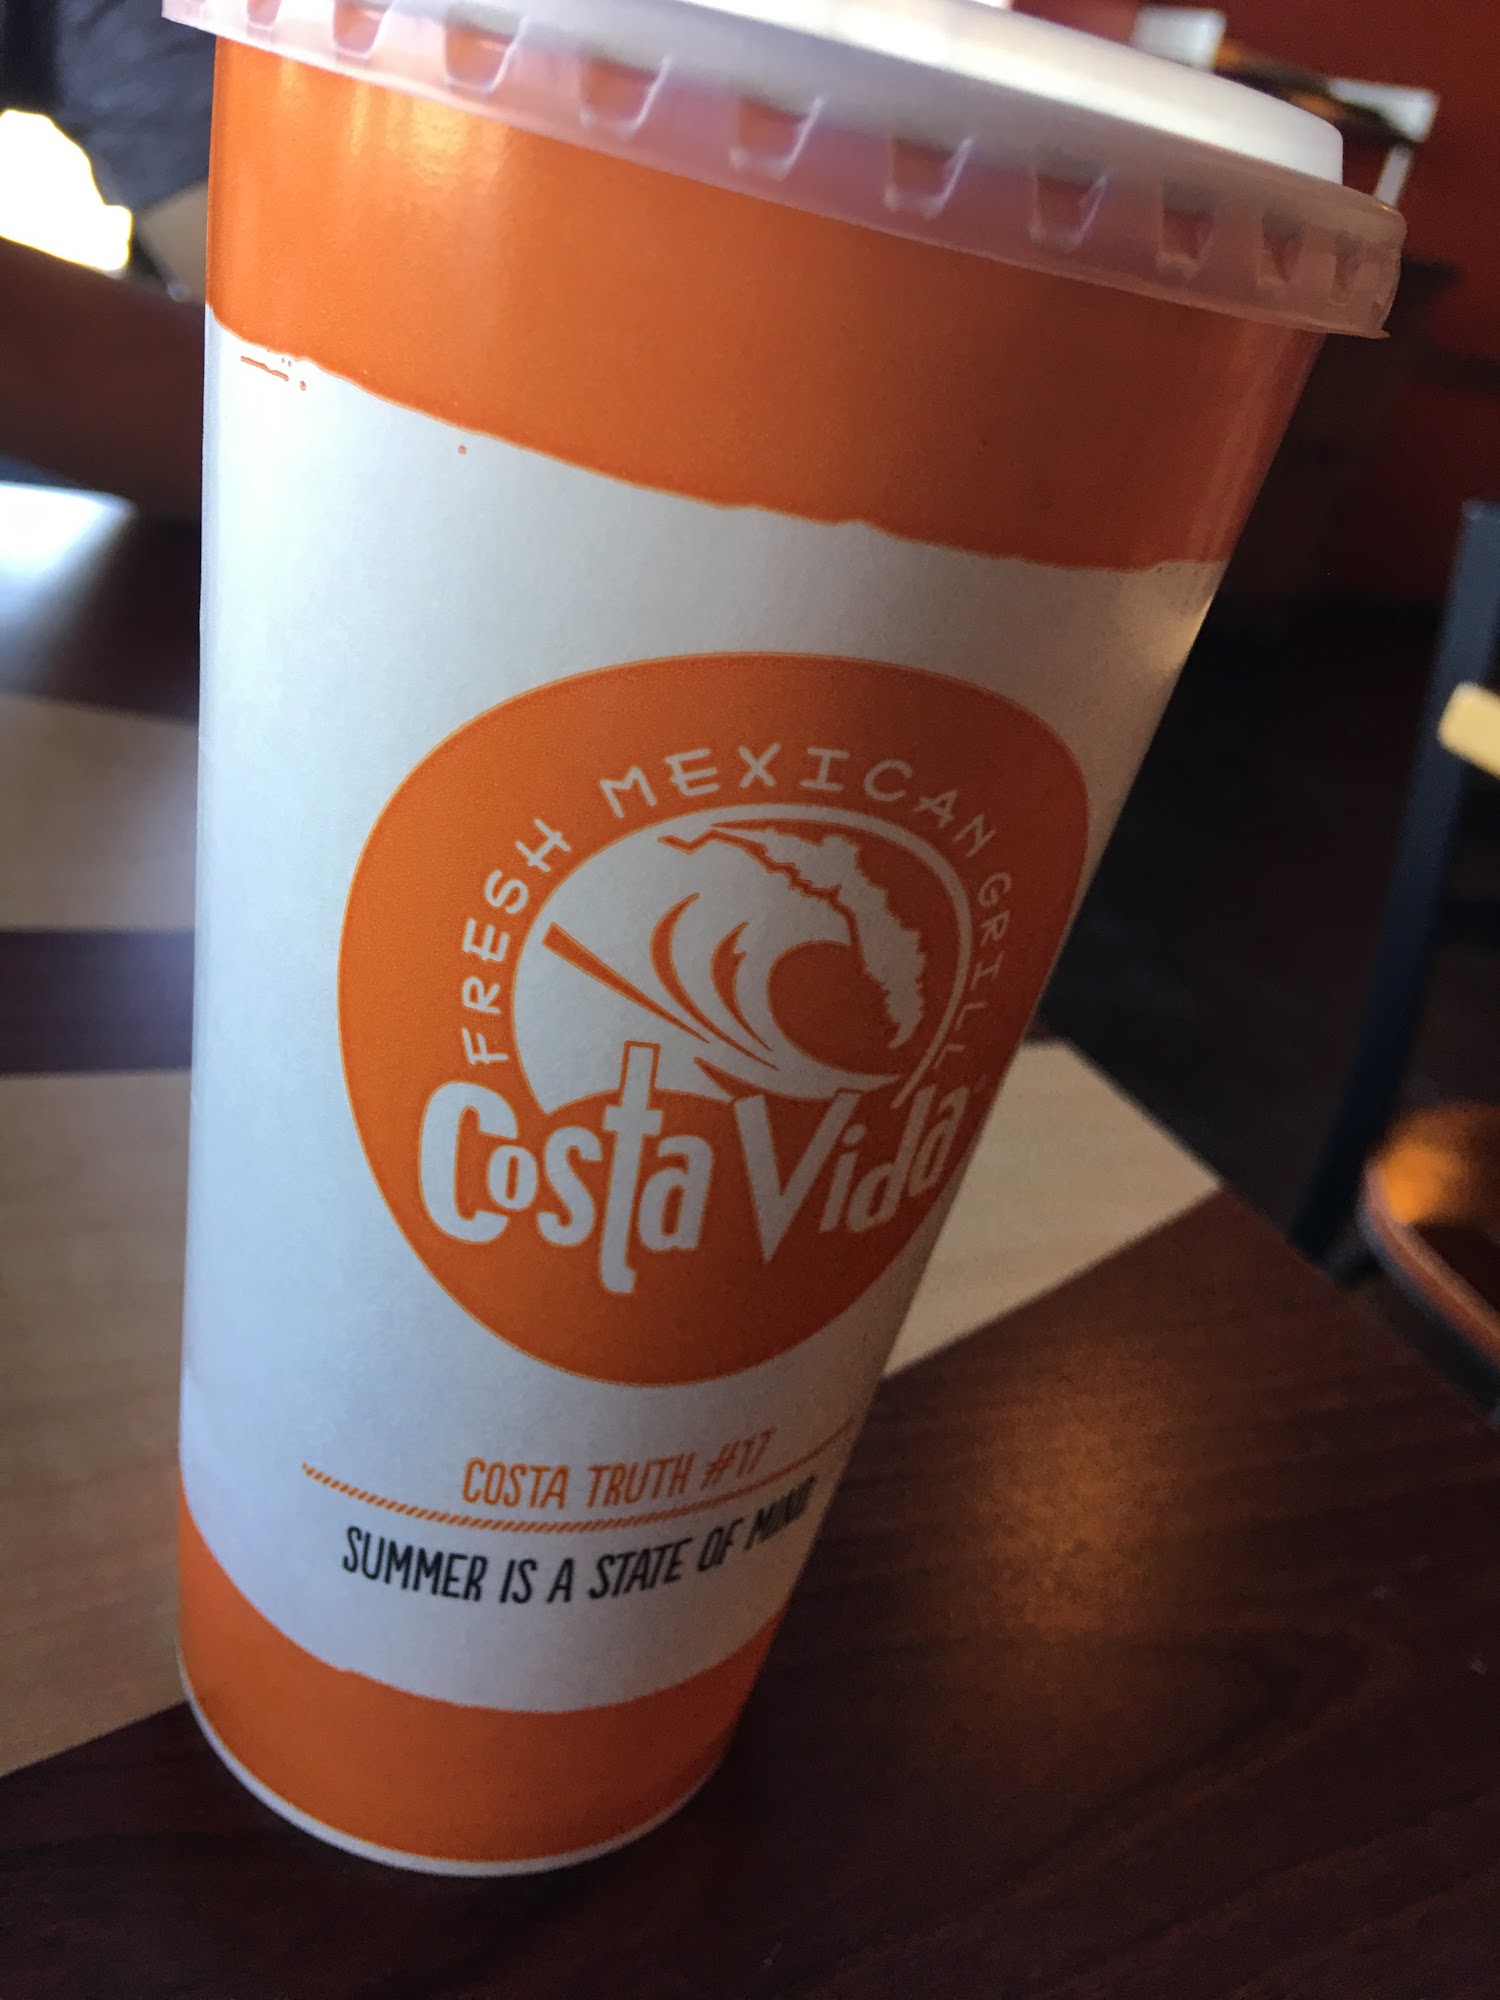 FRESH MEXICAN GRILL
Costa Vida
COSTA TRUTH #17
SUMMER IS A STATE OF MIND